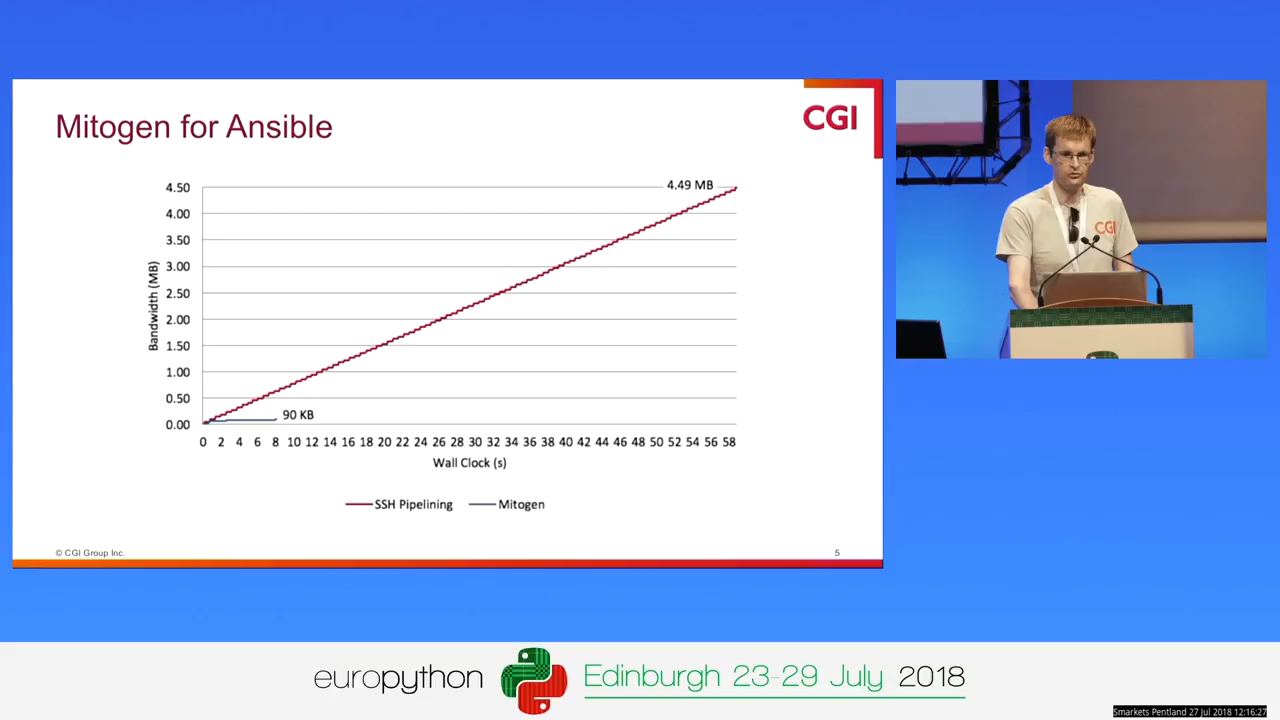 Mitogen for Ansible
CGI
4.50
4.00
3.50
3.00
2.50
2.00
1.50
1.00
0.50
0.00
Bandwidth (MB)
4.49 MB
90 KB
0 2 4 6 8 10 12 14 16 18 20 22 24 26 28 30 32 34 36 38 40 42 44 46 48 50 52 54 56 58
Wall Clock (s)
SSH Pipelining Mitogen
© CGI Group Inc.
5
CGI
europython Edinburgh 23-29 July 2018
Smarkets Pentland 27 Jul 2018 12:16:27